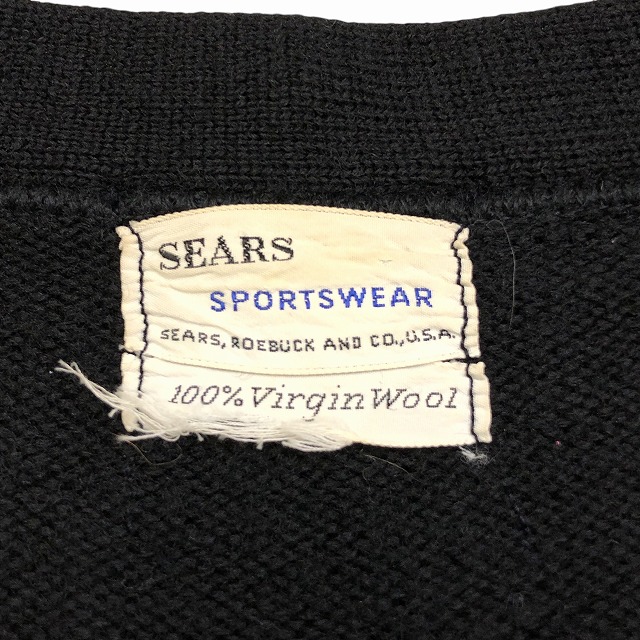 SEARS
SPORTSWEAR
SEARS, ROEBUCK AND CO., U.S.A.
100% Virgin Wool